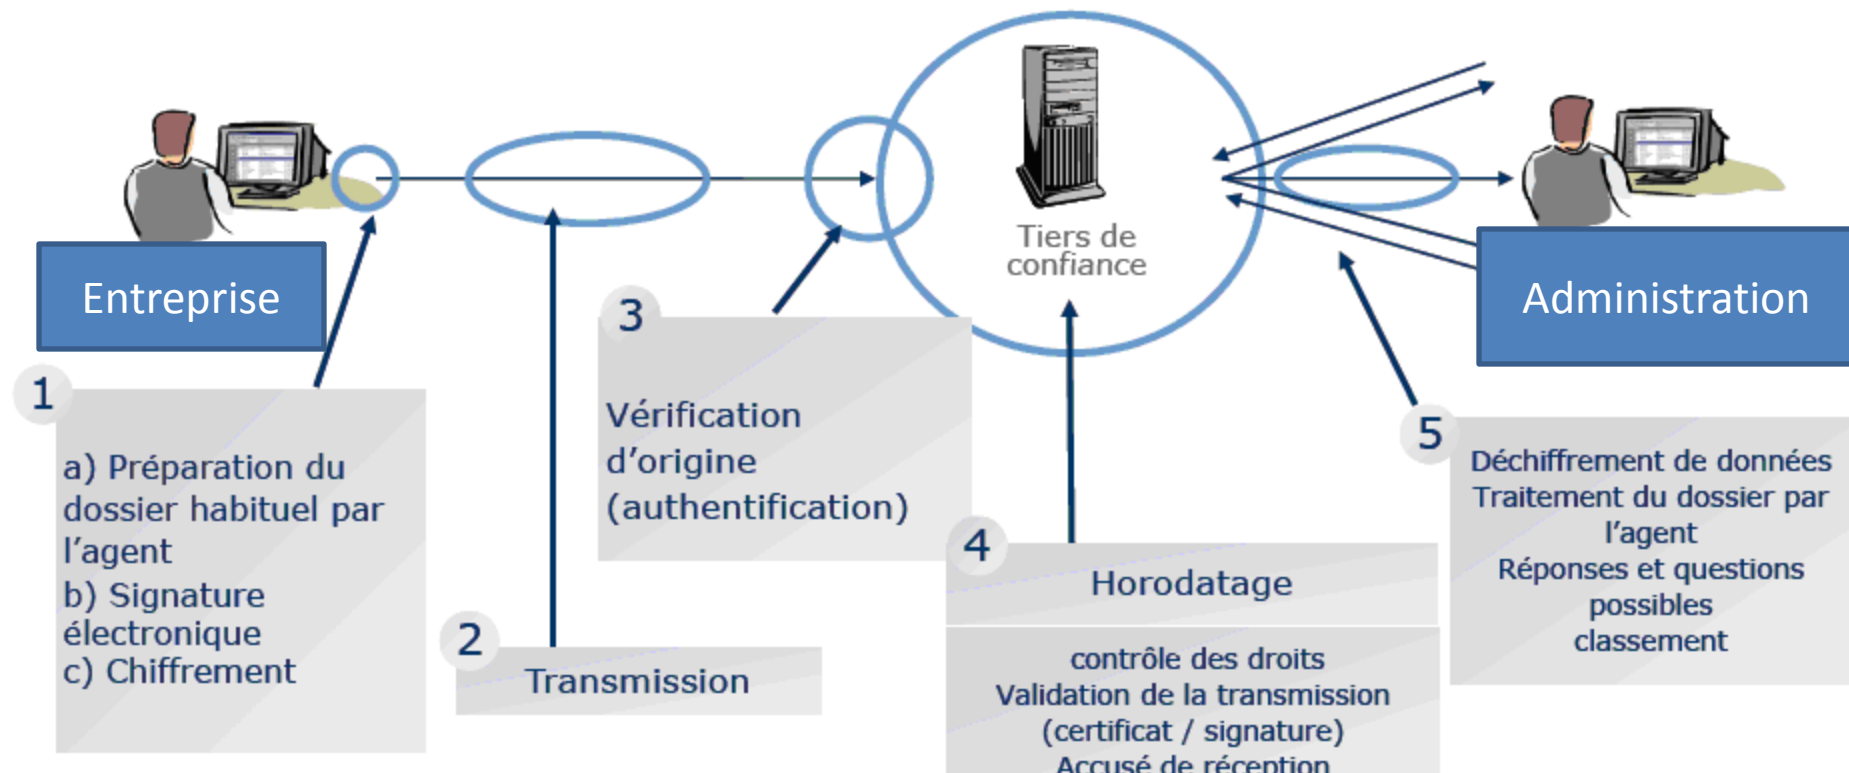 Tiers de
confiance
Entreprise
Administration
1
a) Préparation du
dossier habituel par
l’agent
b) Signature
électronique
c) Chiffrement
2
Transmission
3
Vérification
d’origine
(authentification)
4
Horodatage
contrôle des droits
Validation de la transmission
(certificat / signature)
Accusé de réception
5
Déchiffrement de données
Traitement du dossier par
l’agent
Réponses et questions
possibles
classement